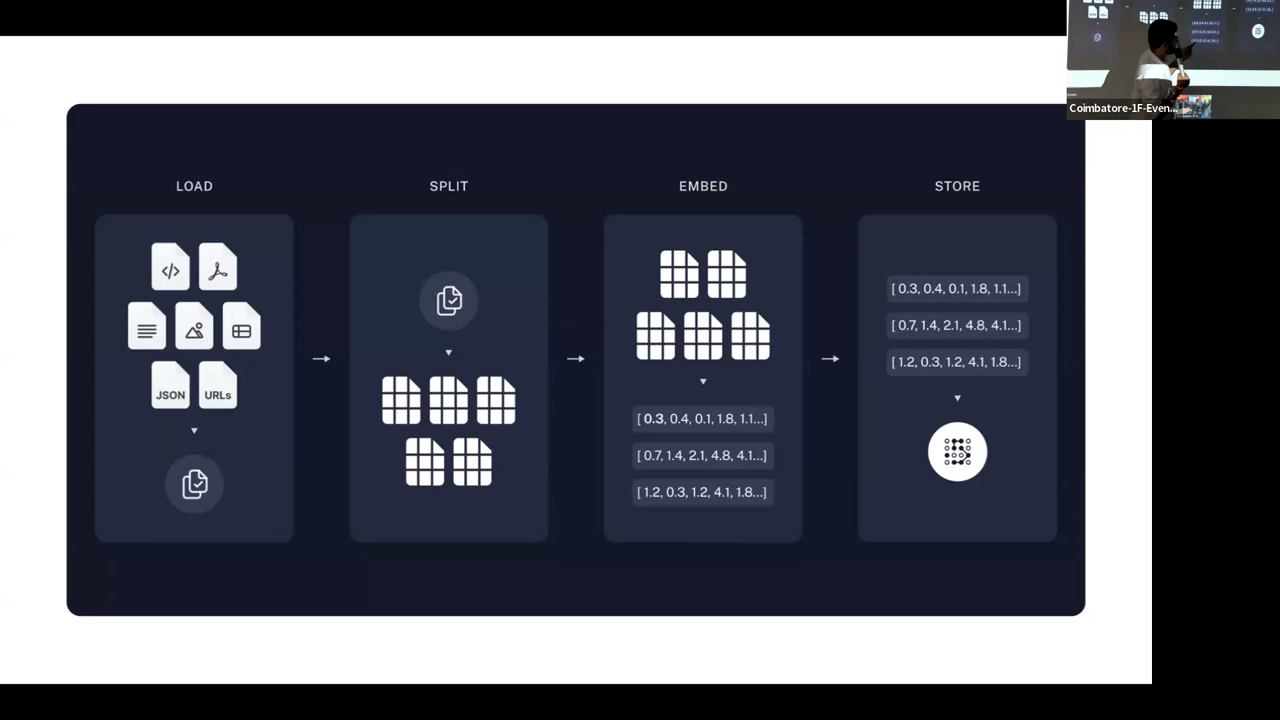 Coimbatore-1F-Even...
LOAD
SPLIT
EMBED
STORE
</>
JSON
URLs
[ 0.3, 0.4, 0.1, 1.8, 1.1...]
[ 0.7, 1.4, 2.1, 4.8, 4.1...]
[ 1.2, 0.3, 1.2, 4.1, 1.8...]
[ 0.3, 0.4, 0.1, 1.8, 1.1...]
[ 0.7, 1.4, 2.1, 4.8, 4.1...]
[ 1.2, 0.3, 1.2, 4.1, 1.8...]